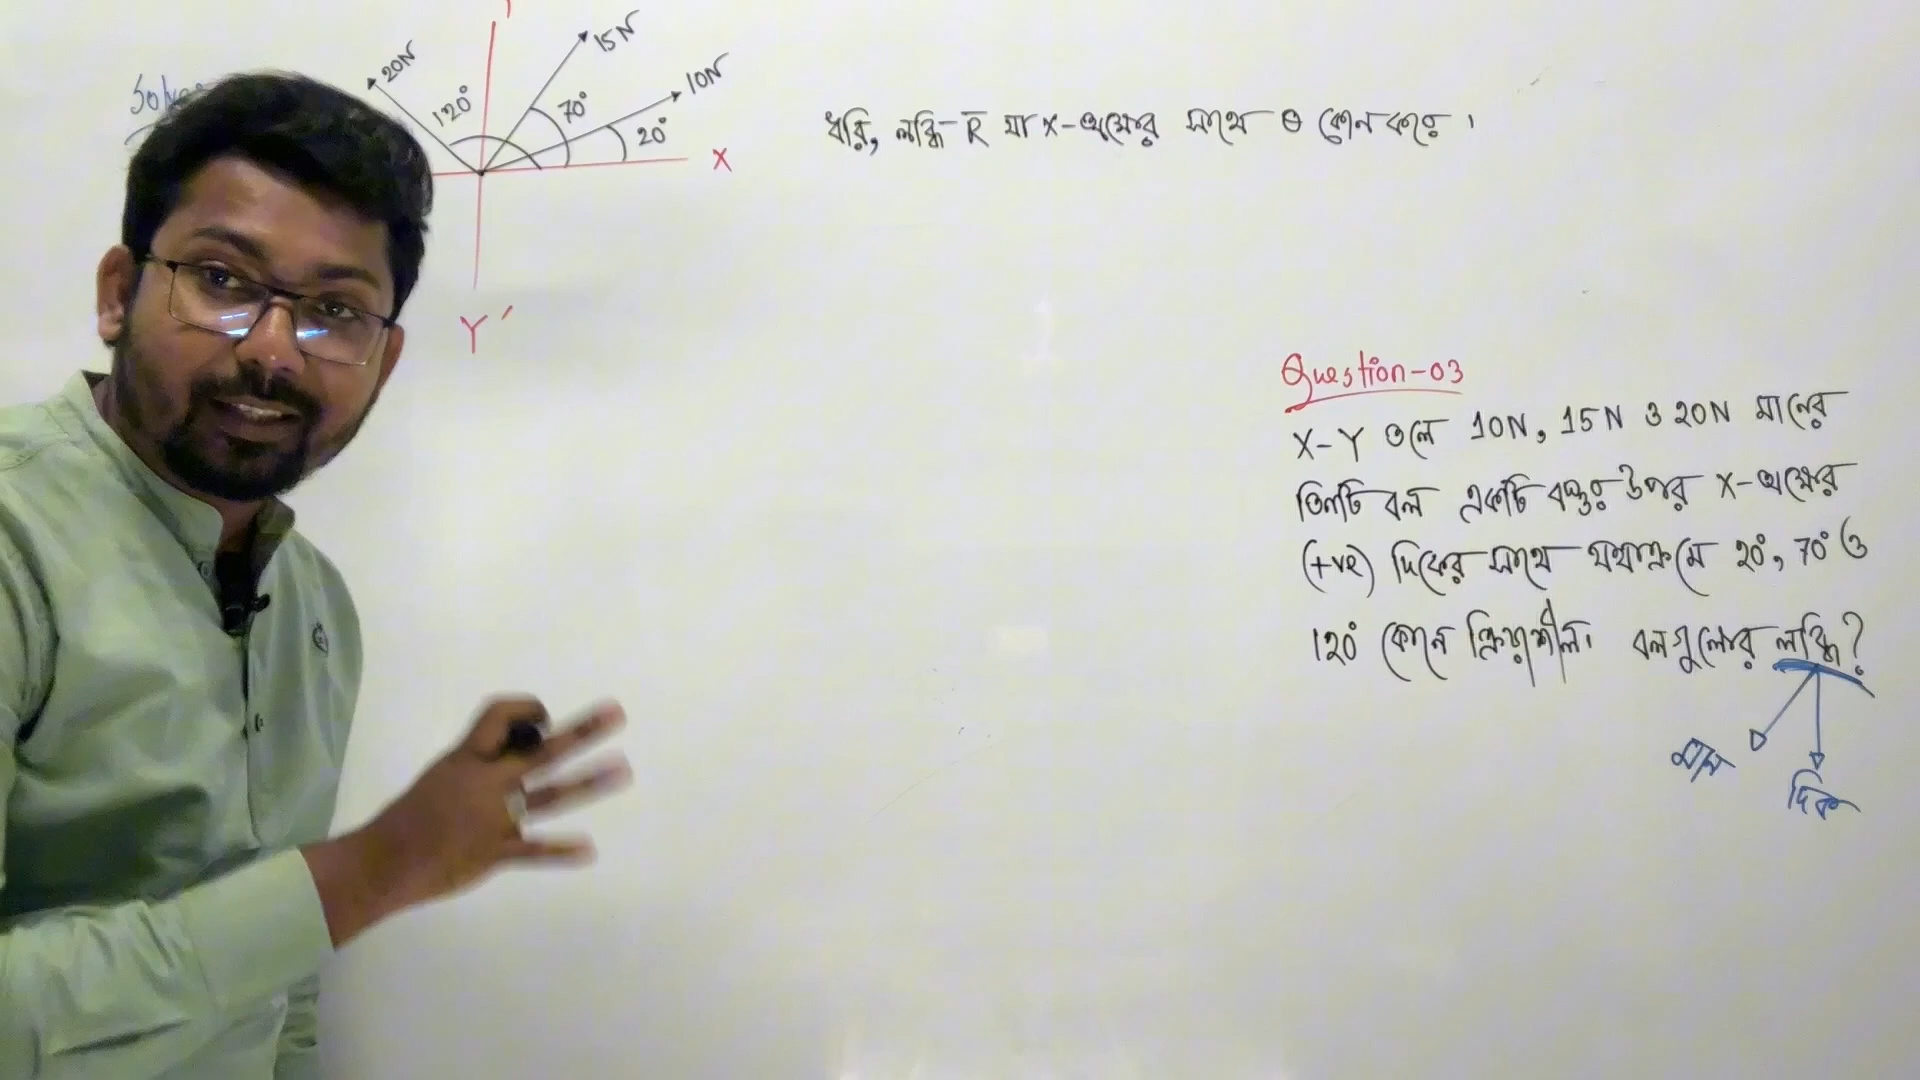 Solve
20N
120°
15N
70°
10N
20°
X
Y′
ধরি, লব্ধি R̅ যা X-অক্ষের সাথে θ কোন করে ।
Question-03
X-Y তলে 10N, 15N ও 20N মানের
তিনটি বল একটি বস্তুর উপর X-অক্ষের
(+ve) দিকের সাথে যথাক্রমে 20°, 70° ও
120° কোনে ক্রিয়াশীল। বলগুলোর লব্ধি?
মান
দিক